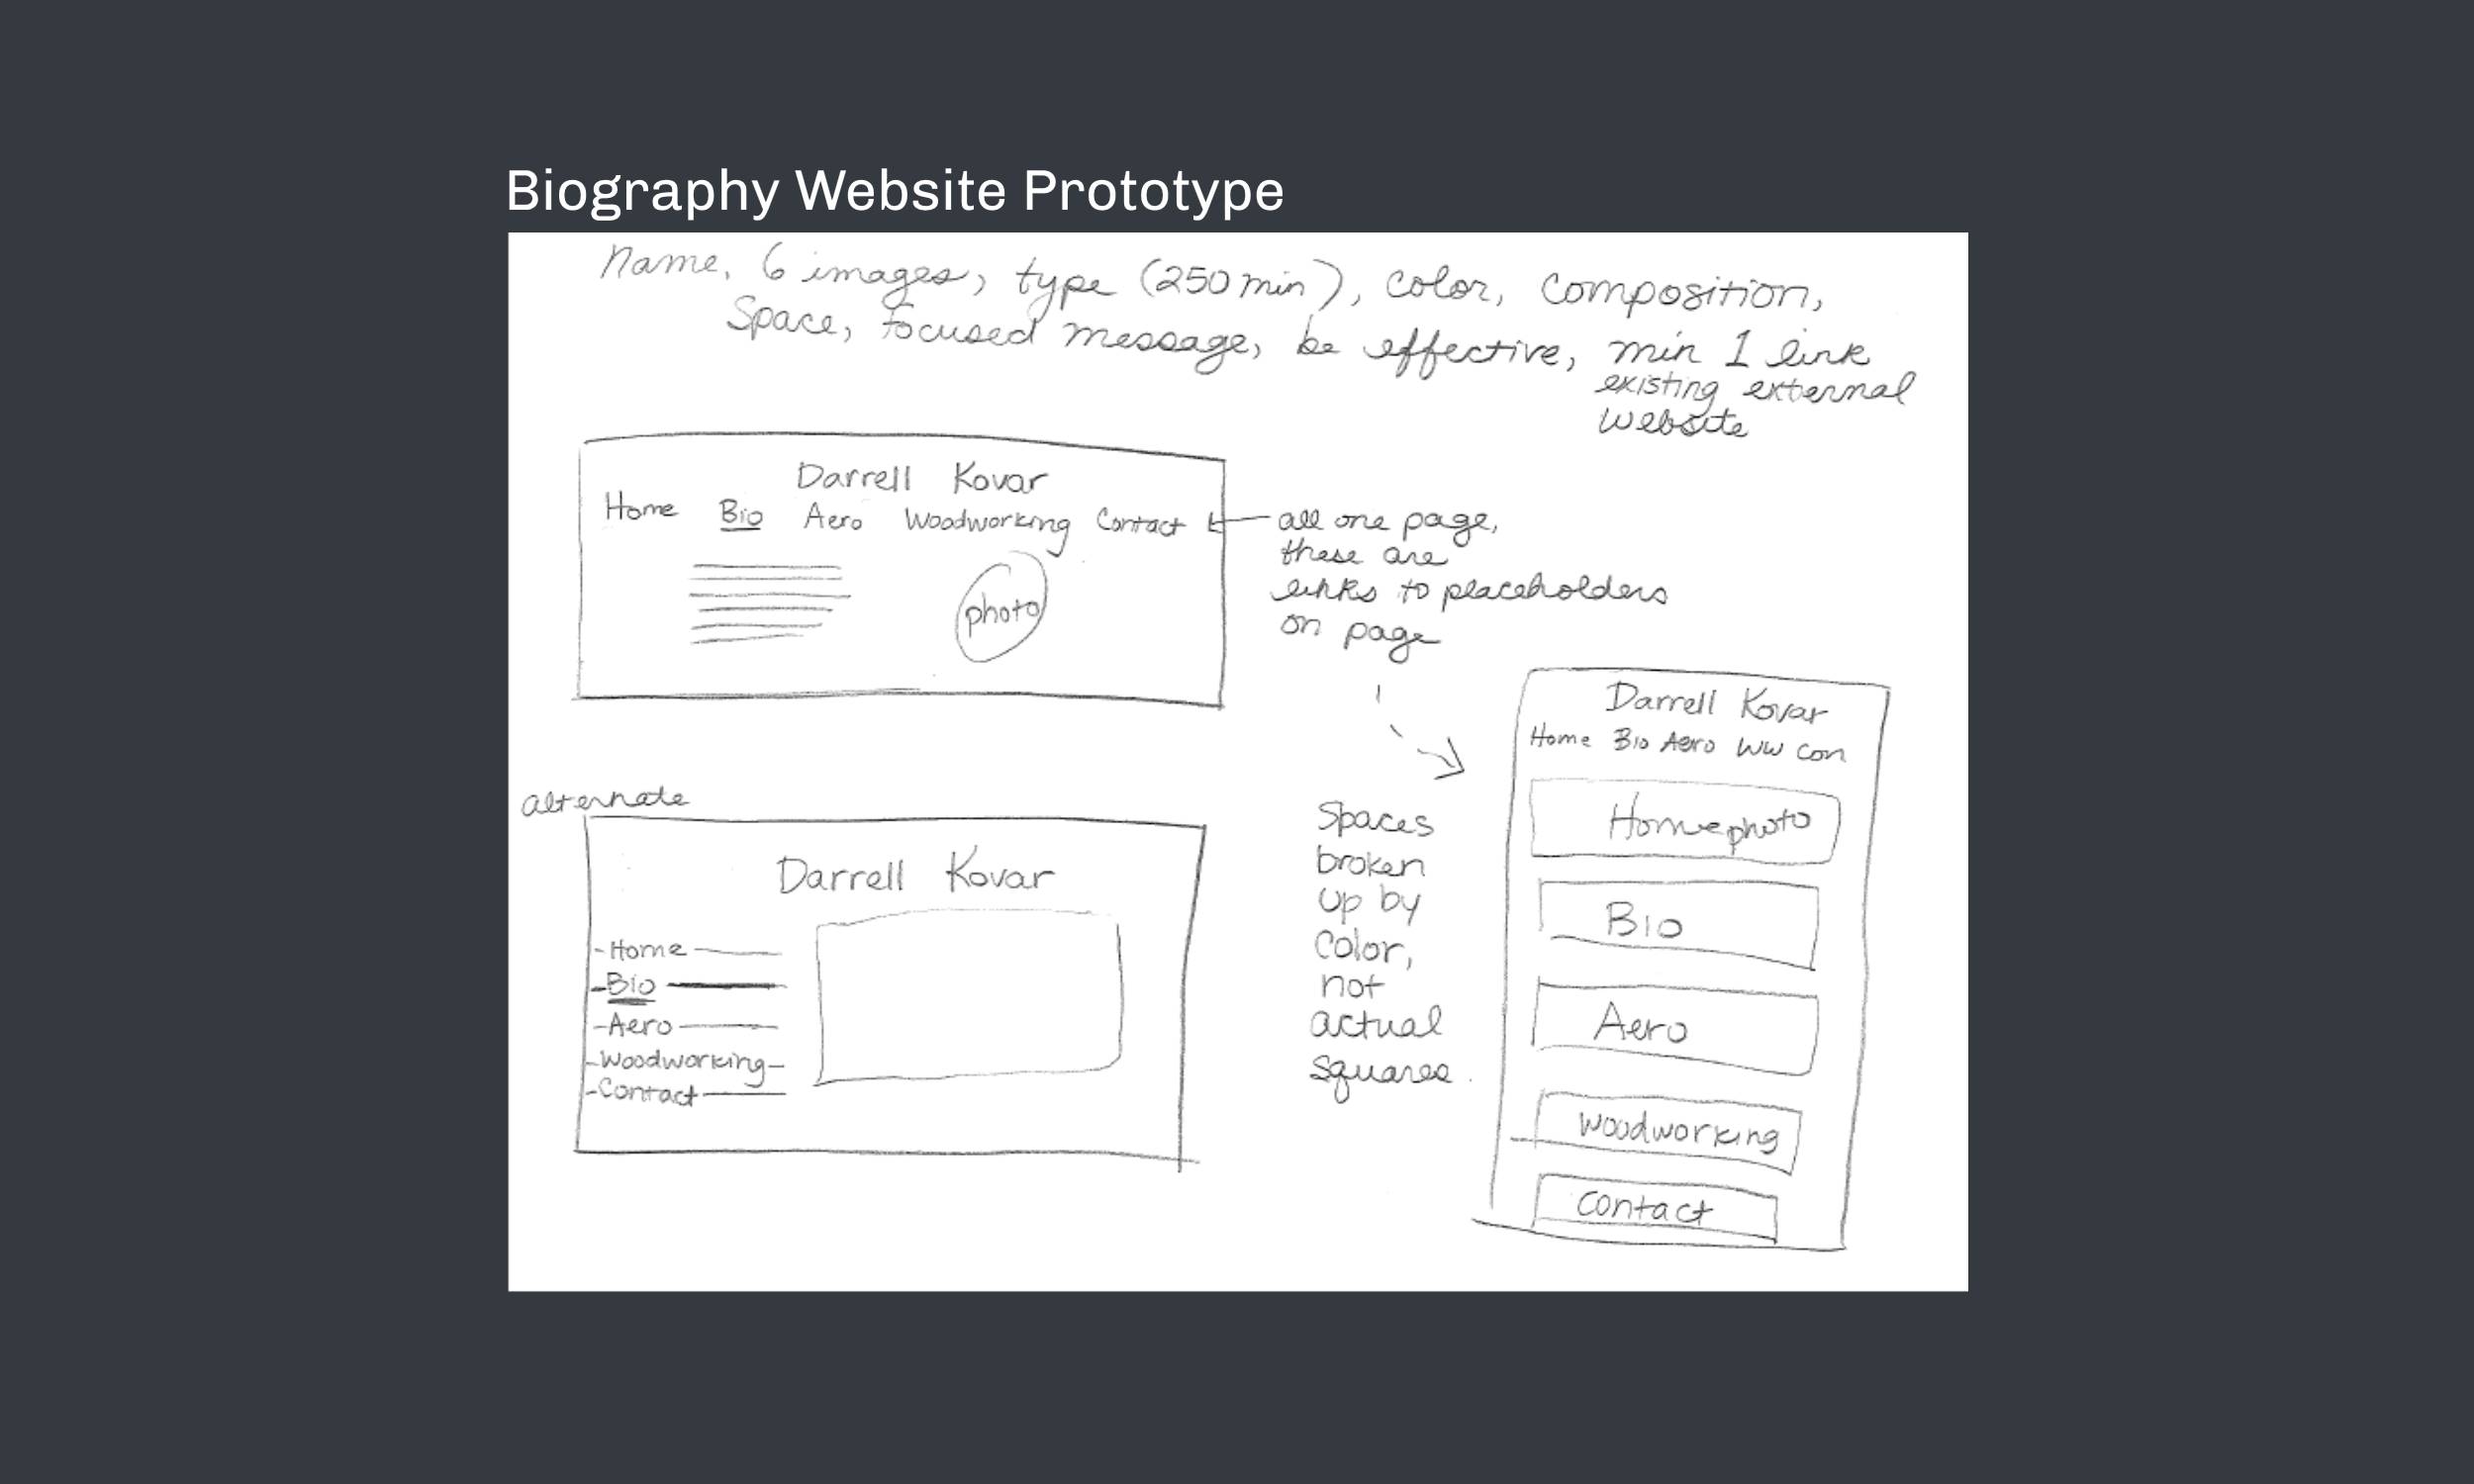 Biography Website Prototype
Name, 6 images, type (250 min), color, composition,
Space, focused message, be effective, min 1 link
existing external
website
Darrell Kovar
Home Bio Aero Woodworking Contact
photo
all one page,
these are
links to placeholders
on page
alternate
Darrell Kovar
-Home
-Bio
-Aero
-Woodworking-
-Contact
Spaces
broken
up by
color,
not
actual
squares.
Darrell Kovar
Home Bio Aero WW Con
Home photo
Bio
Aero
Woodworking
Contact